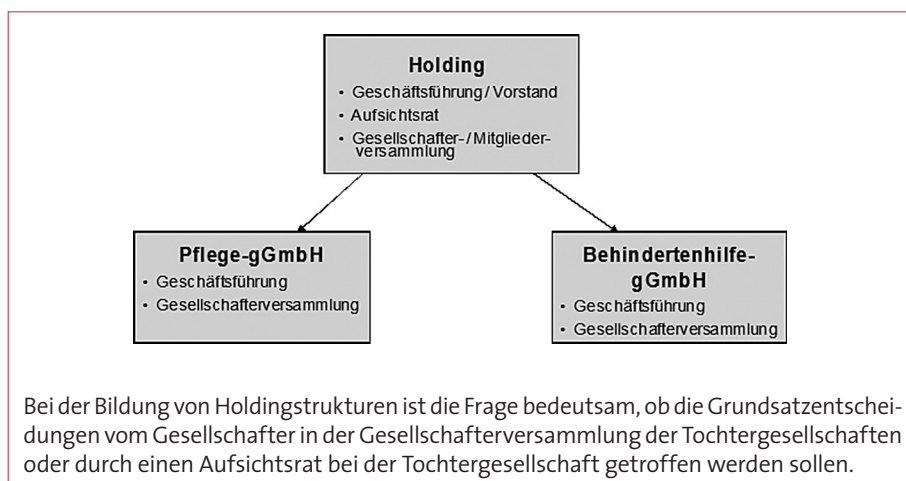 Holding
• Geschäftsführung / Vorstand
• Aufsichtsrat
• Gesellschafter- / Mitglieder-
versammlung
Pflege-gGmbH
• Geschäftsführung
• Gesellschafterversammlung
Behindertenhilfe-
gGmbH
• Geschäftsführung
• Gesellschafterversammlung
Bei der Bildung von Holdingstrukturen ist die Frage bedeutsam, ob die Grundsatzentschei-
dungen vom Gesellschafter in der Gesellschafterversammlung der Tochtergesellschaften
oder durch einen Aufsichtsrat bei der Tochtergesellschaft getroffen werden sollen.